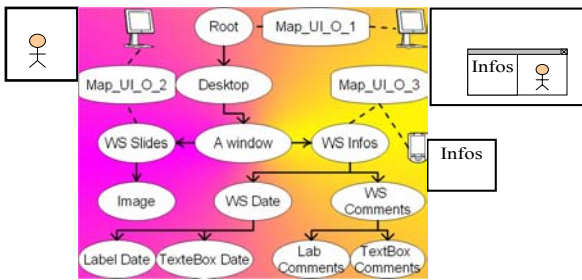 Root
Map_UI_O_1
Infos
Map_UI_O_2
Desktop
Map_UI_O_3
WS Slides
A window
WS Infos
Infos
Image
WS Date
WS
Comments
Label Date
TexteBox Date
Lab
Comments
TextBox
Comments